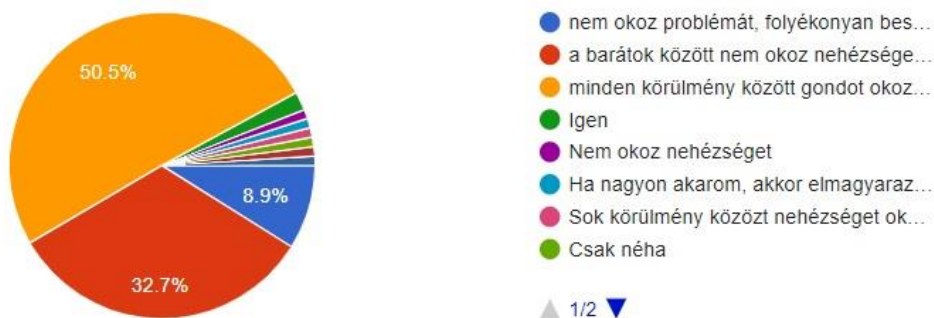 50.5%
8.9%
32.7%
nem okoz problémát, folyékonyan bes...
a barátok között nem okoz nehézsége...
minden körülmény között gondot okoz...
Igen
Nem okoz nehézséget
Ha nagyon akarom, akkor elmagyaraz...
Sok körülmény közözt nehézséget ok...
Csak néha
1/2